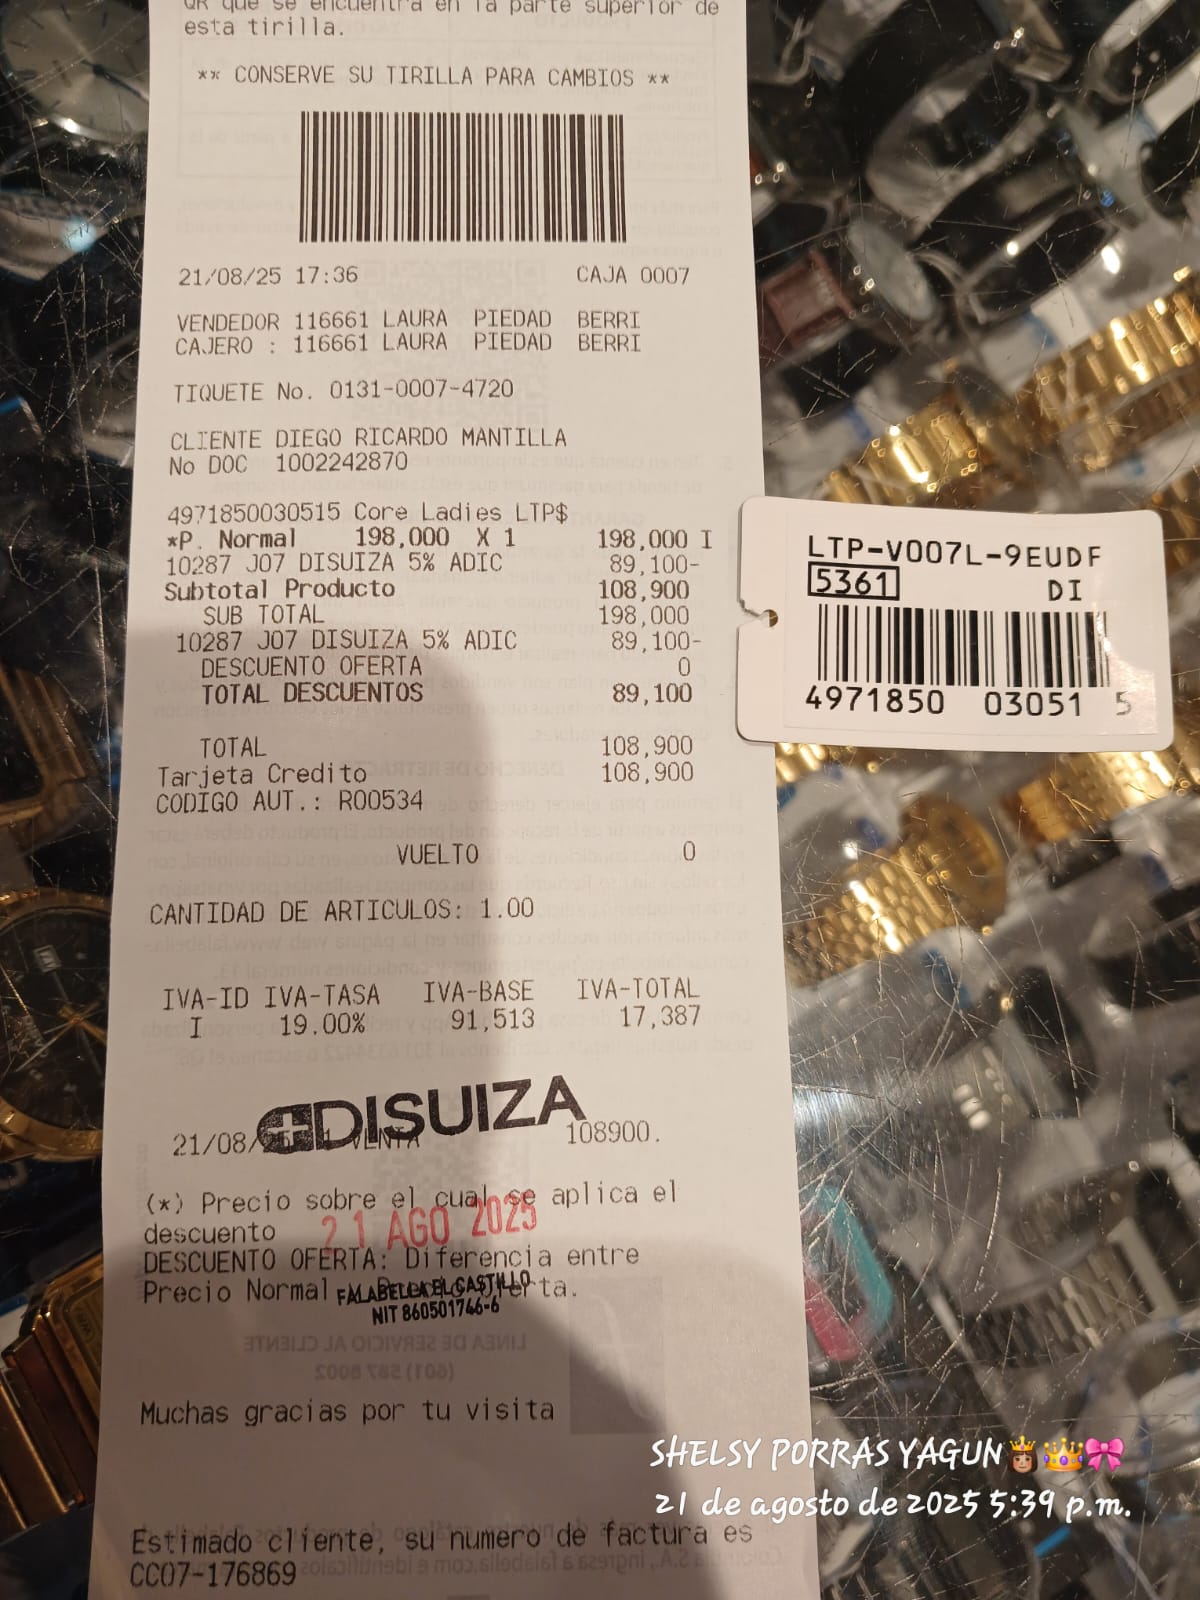 QR que se encuentra en la parte superior de
esta tirilla.
** CONSERVE SU TIRILLA PARA CAMBIOS **
21/08/25 17:36 CAJA 0007
VENDEDOR 116661 LAURA PIEDAD BERRI
CAJERO : 116661 LAURA PIEDAD BERRI
TIQUETE No. 0131-0007-4720
CLIENTE DIEGO RICARDO MANTILLA
No DOC 1002242870
4971850030515 Core Ladies LTP$
*P. Normal 198,000 X 1 198,000 I
10287 J07 DISUIZA 5% ADIC 89,100-
Subtotal Producto 108,900
SUB TOTAL 198,000
10287 J07 DISUIZA 5% ADIC 89,100-
DESCUENTO OFERTA 0
TOTAL DESCUENTOS 89,100
TOTAL 108,900
Tarjeta Credito 108,900
CODIGO AUT.: R00534
VUELTO 0
CANTIDAD DE ARTICULOS: 1.00
IVA-ID IVA-TASA IVA-BASE IVA-TOTAL
I 19.00% 91,513 17,387
DISUIZA
21/08/ VENTA 108900.
(*) Precio sobre el cual se aplica el
descuento
21 AGO 2025
DESCUENTO OFERTA: Diferencia entre
Precio Normal y Precio Oferta.
FALABELLA EL CASTILLO
NIT 860501746-6
Muchas gracias por tu visita
Estimado cliente, su numero de factura es
CC07-176869
LTP-V007L-9EUDF
5361 DI
4971850 03051 5
SHELSY PORRAS YAGUN👸🏽👑🎀
21 de agosto de 2025 5:39 p.m.